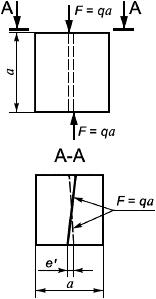 A A
F = qa
a
F = qa
A-A
F = qa
e'
a